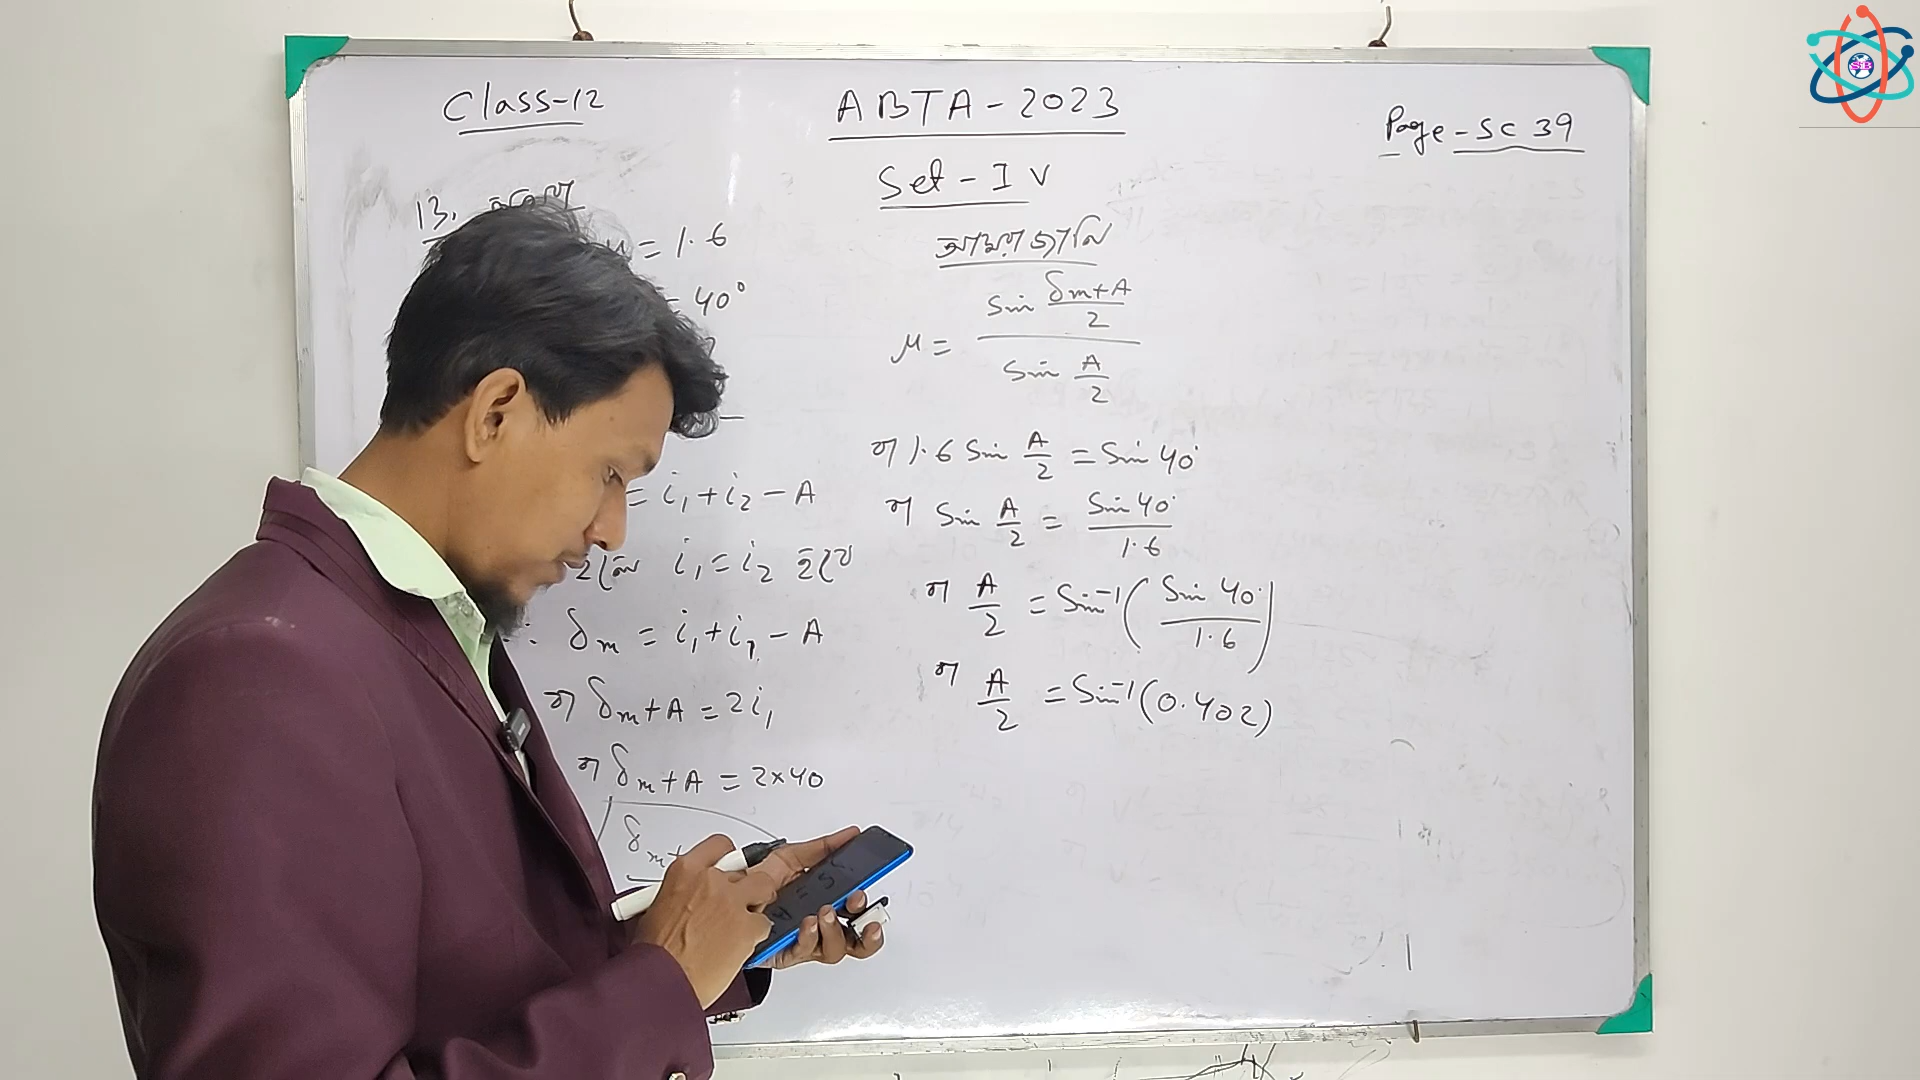 Class-12
ABTA-2023
Page-SC 39
Set-IV
13.
μ = 1.6
40°
= i₁+i₂-A
i₁=i₂
∴ δm = i₁+i₂-A
বা δm+A = 2i₁
বা δm+A = 2×40
আমরা জানি
μ = sin (δm+A)/2 / sin A/2
বা 1.6 Sin A/2 = Sin 40°
বা Sin A/2 = Sin 40° / 1.6
বা A/2 = Sin⁻¹(Sin 40° / 1.6)
বা A/2 = Sin⁻¹(0.402)
SB